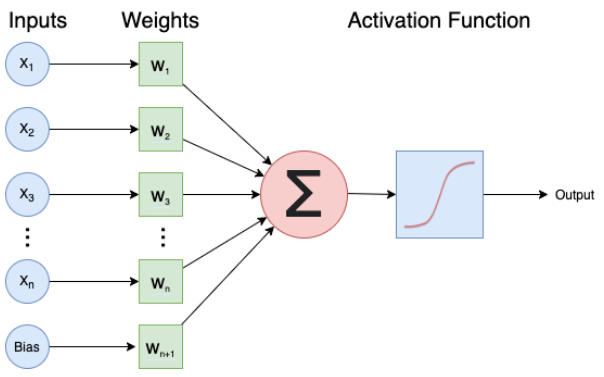 Inputs Weights Activation Function
X1 W1
X2 W2
X3 W3
Σ
Output
⋮ ⋮
Xn Wn
Bias Wn+1